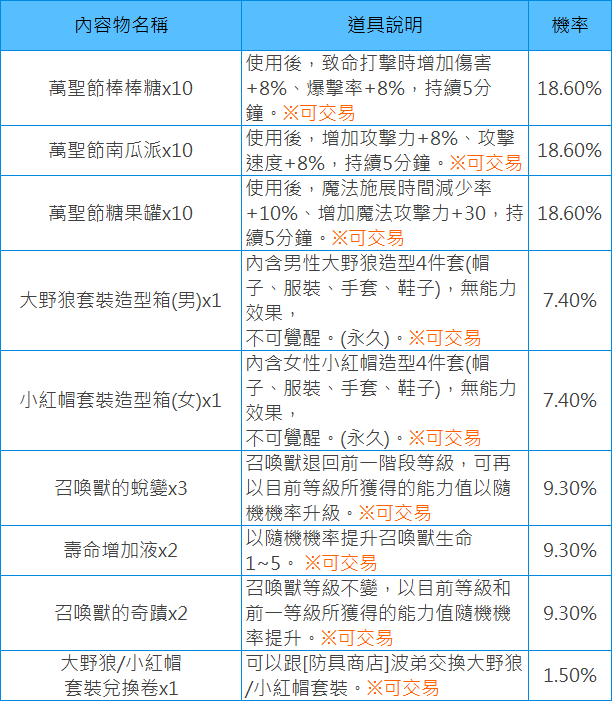 內容物名稱 道具說明 機率
萬聖節棒棒糖x10
使用後，致命打擊時增加傷害
+8%、爆擊率+8%，持續5分
鐘。※可交易
18.60%
萬聖節南瓜派x10
使用後，增加攻擊力+8%、攻擊
速度+8%，持續5分鐘。※可交易
18.60%
萬聖節糖果罐x10
使用後，魔法施展時間減少率
+10%、增加魔法攻擊力+30，持
續5分鐘。※可交易
18.60%
大野狼套裝造型箱(男)x1
內含男性大野狼造型4件套(帽
子、服裝、手套、鞋子)，無能力
效果，
不可覺醒。(永久)。※可交易
7.40%
小紅帽套裝造型箱(女)x1
內含女性小紅帽造型4件套(帽
子、服裝、手套、鞋子)，無能力
效果，
不可覺醒。(永久)。※可交易
7.40%
召喚獸的蛻變x3
召喚獸退回前一階段等級，可再
以目前等級所獲得的能力值以隨
機機率升級。※可交易
9.30%
壽命增加液x2
以隨機機率提升召喚獸生命
1~5。 ※可交易
9.30%
召喚獸的奇蹟x2
召喚獸等級不變，以目前等級和
前一等級所獲得的能力值隨機機
率提升。※可交易
9.30%
大野狼/小紅帽
套裝兌換卷x1
可以跟[防具商店]波弟交換大野狼
/小紅帽套裝。※可交易
1.50%